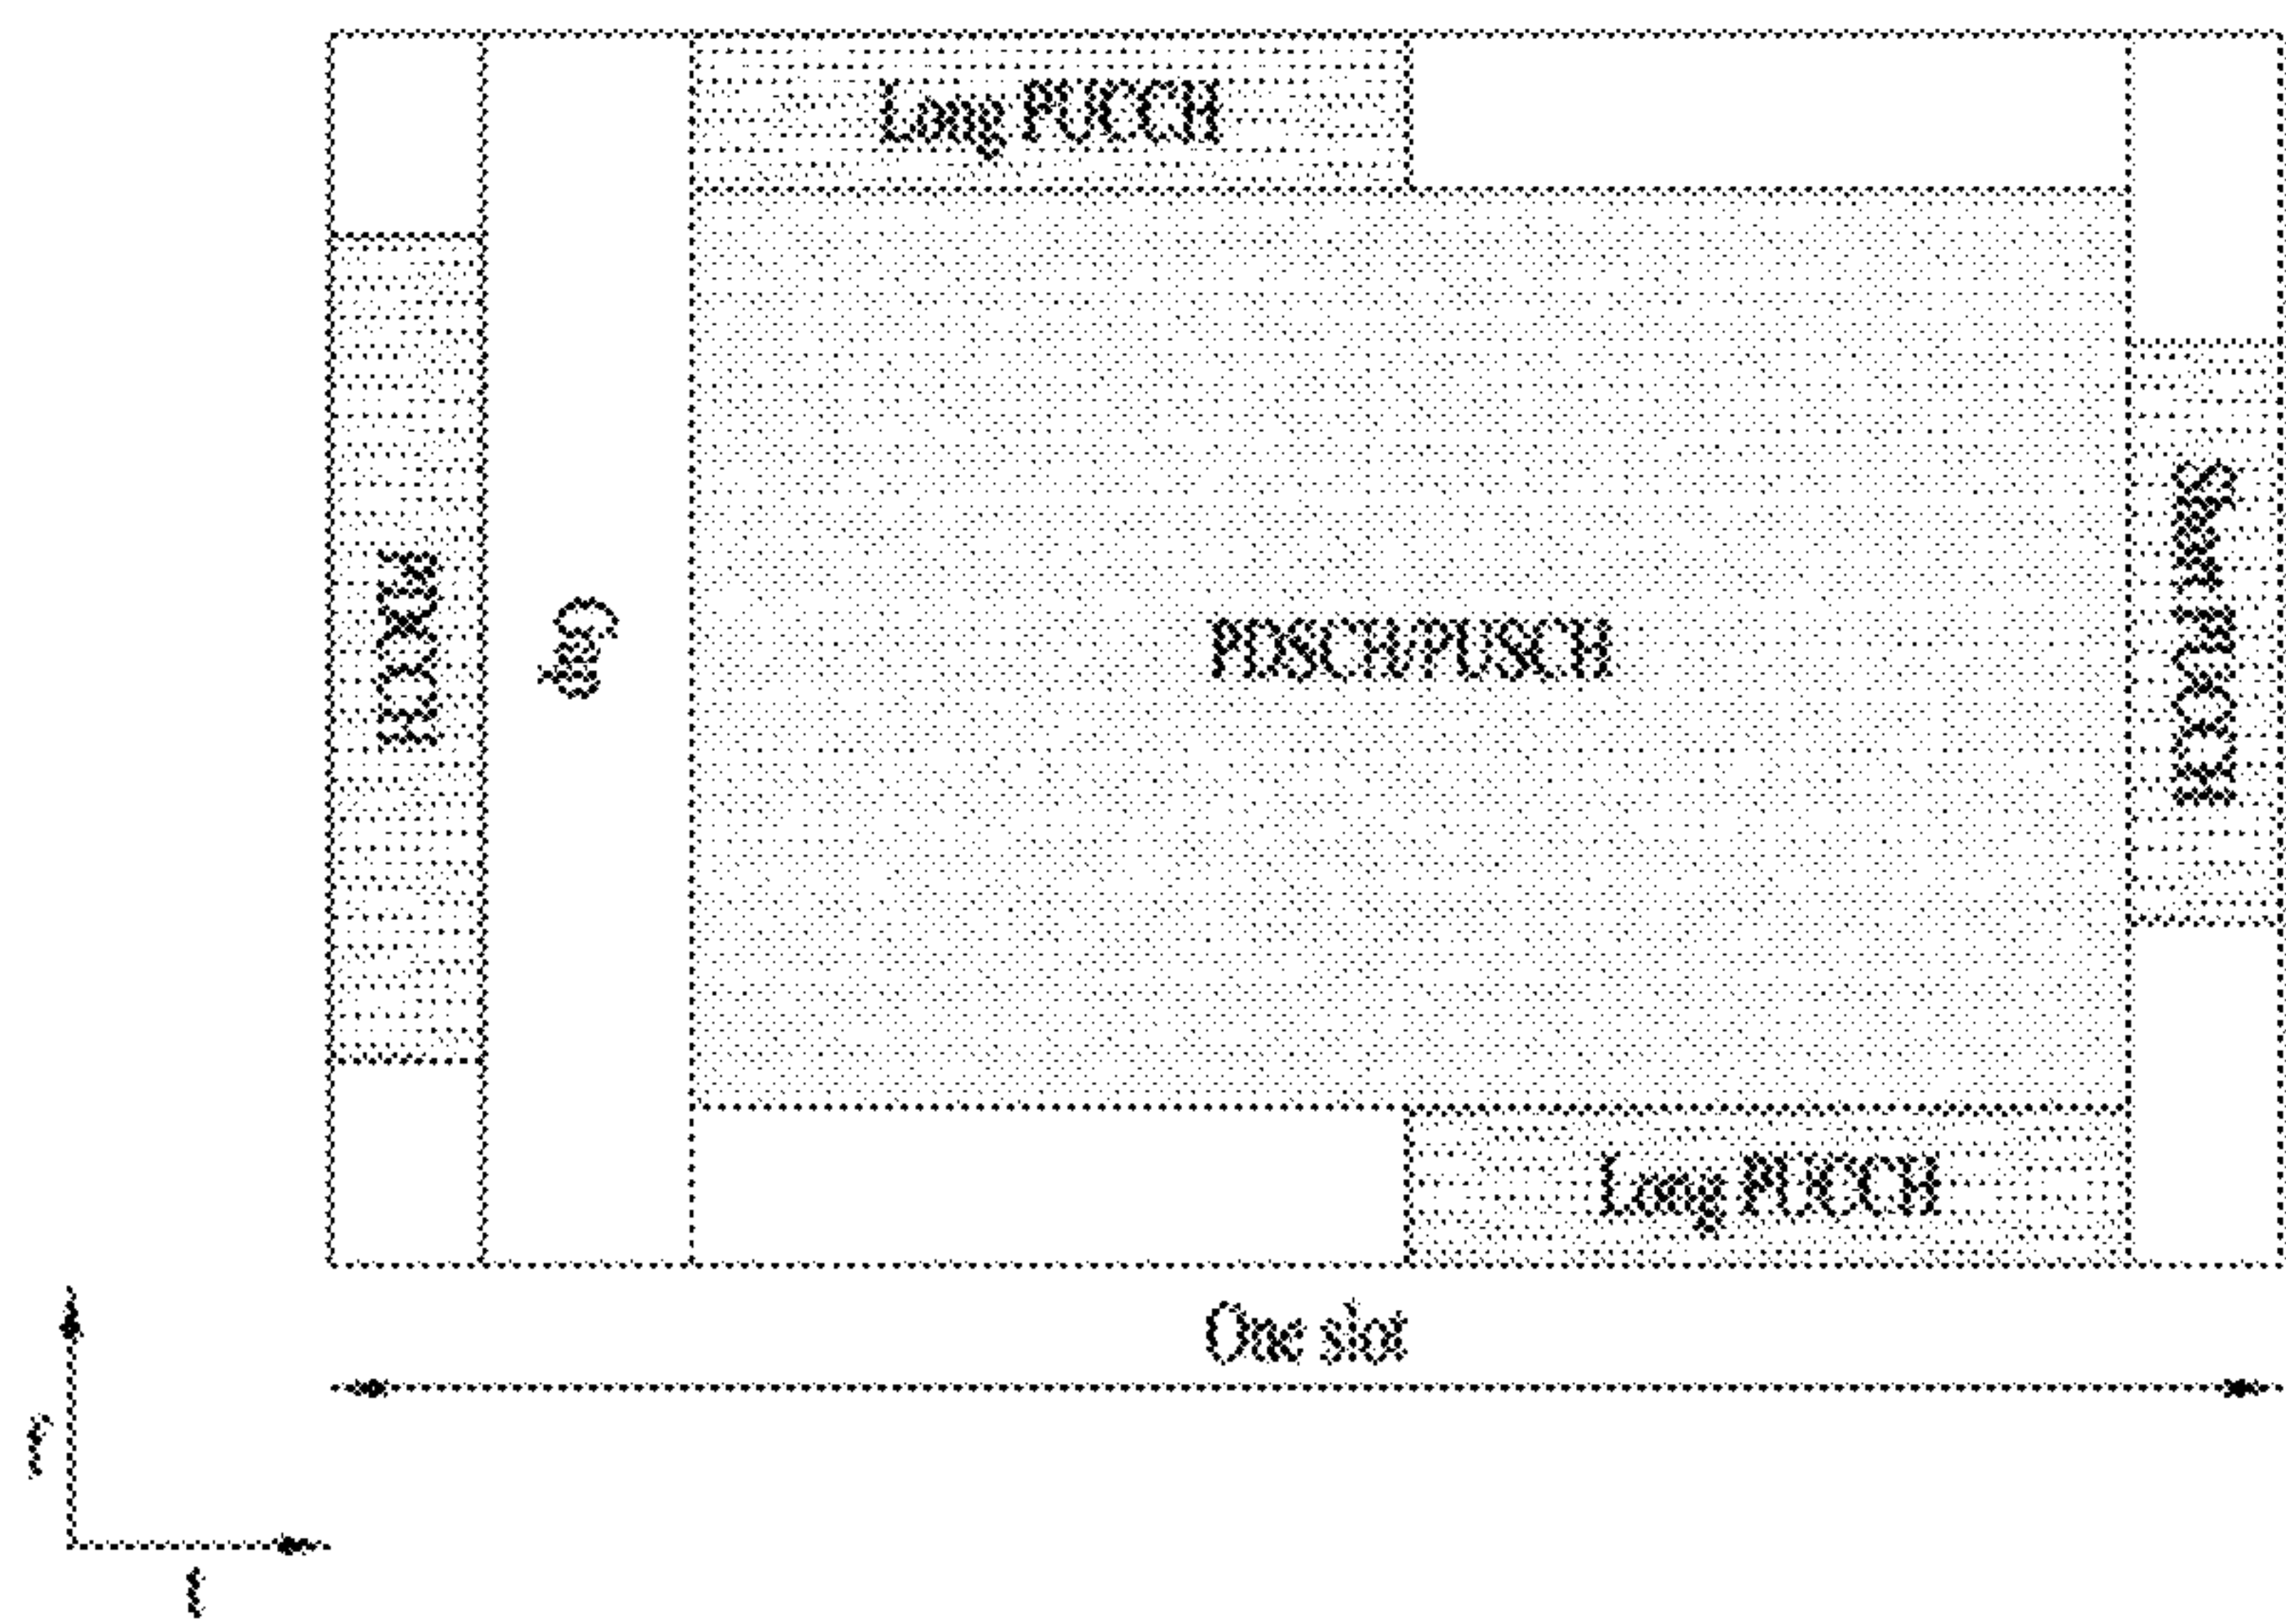 Long PUCCH
PDCCH
Gap
PDSCH/PUSCH
Short PUCCH
Long PUCCH
One slot
f
t